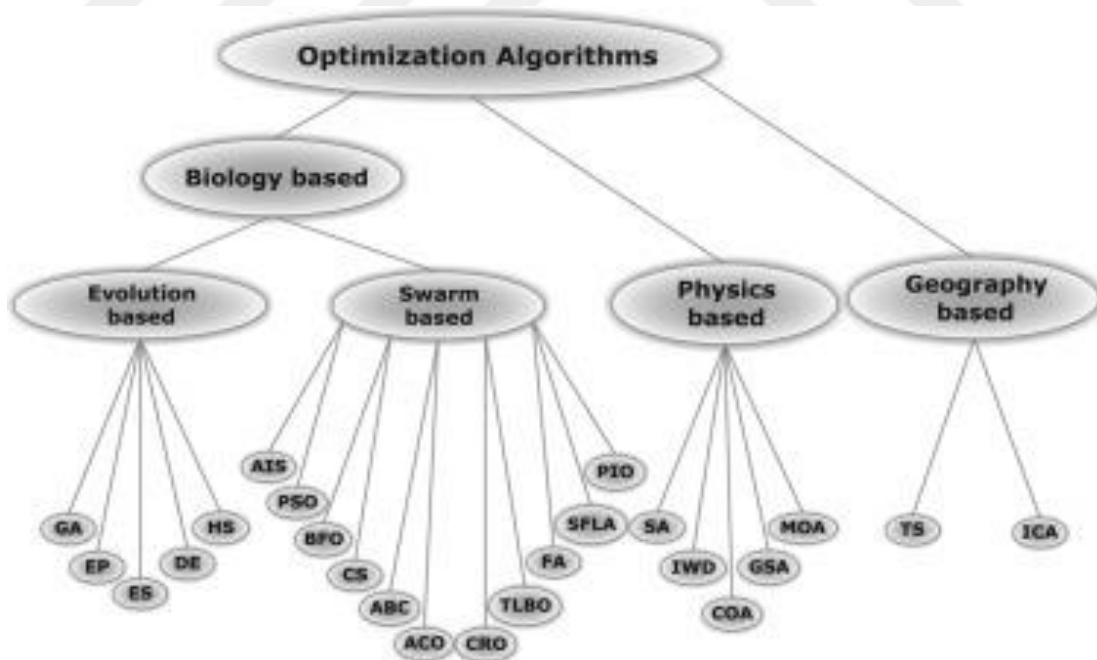 Optimization Algorithms
Biology based
Evolution
based
Swarm
based
Physics
based
Geography
based
GA
EP
ES
DE
HS
AIS
PSO
BFO
CS
ABC
ACO
CRO
TLBO
FA
SFLA
PIO
SA
IWD
COA
GSA
MOA
TS
ICA